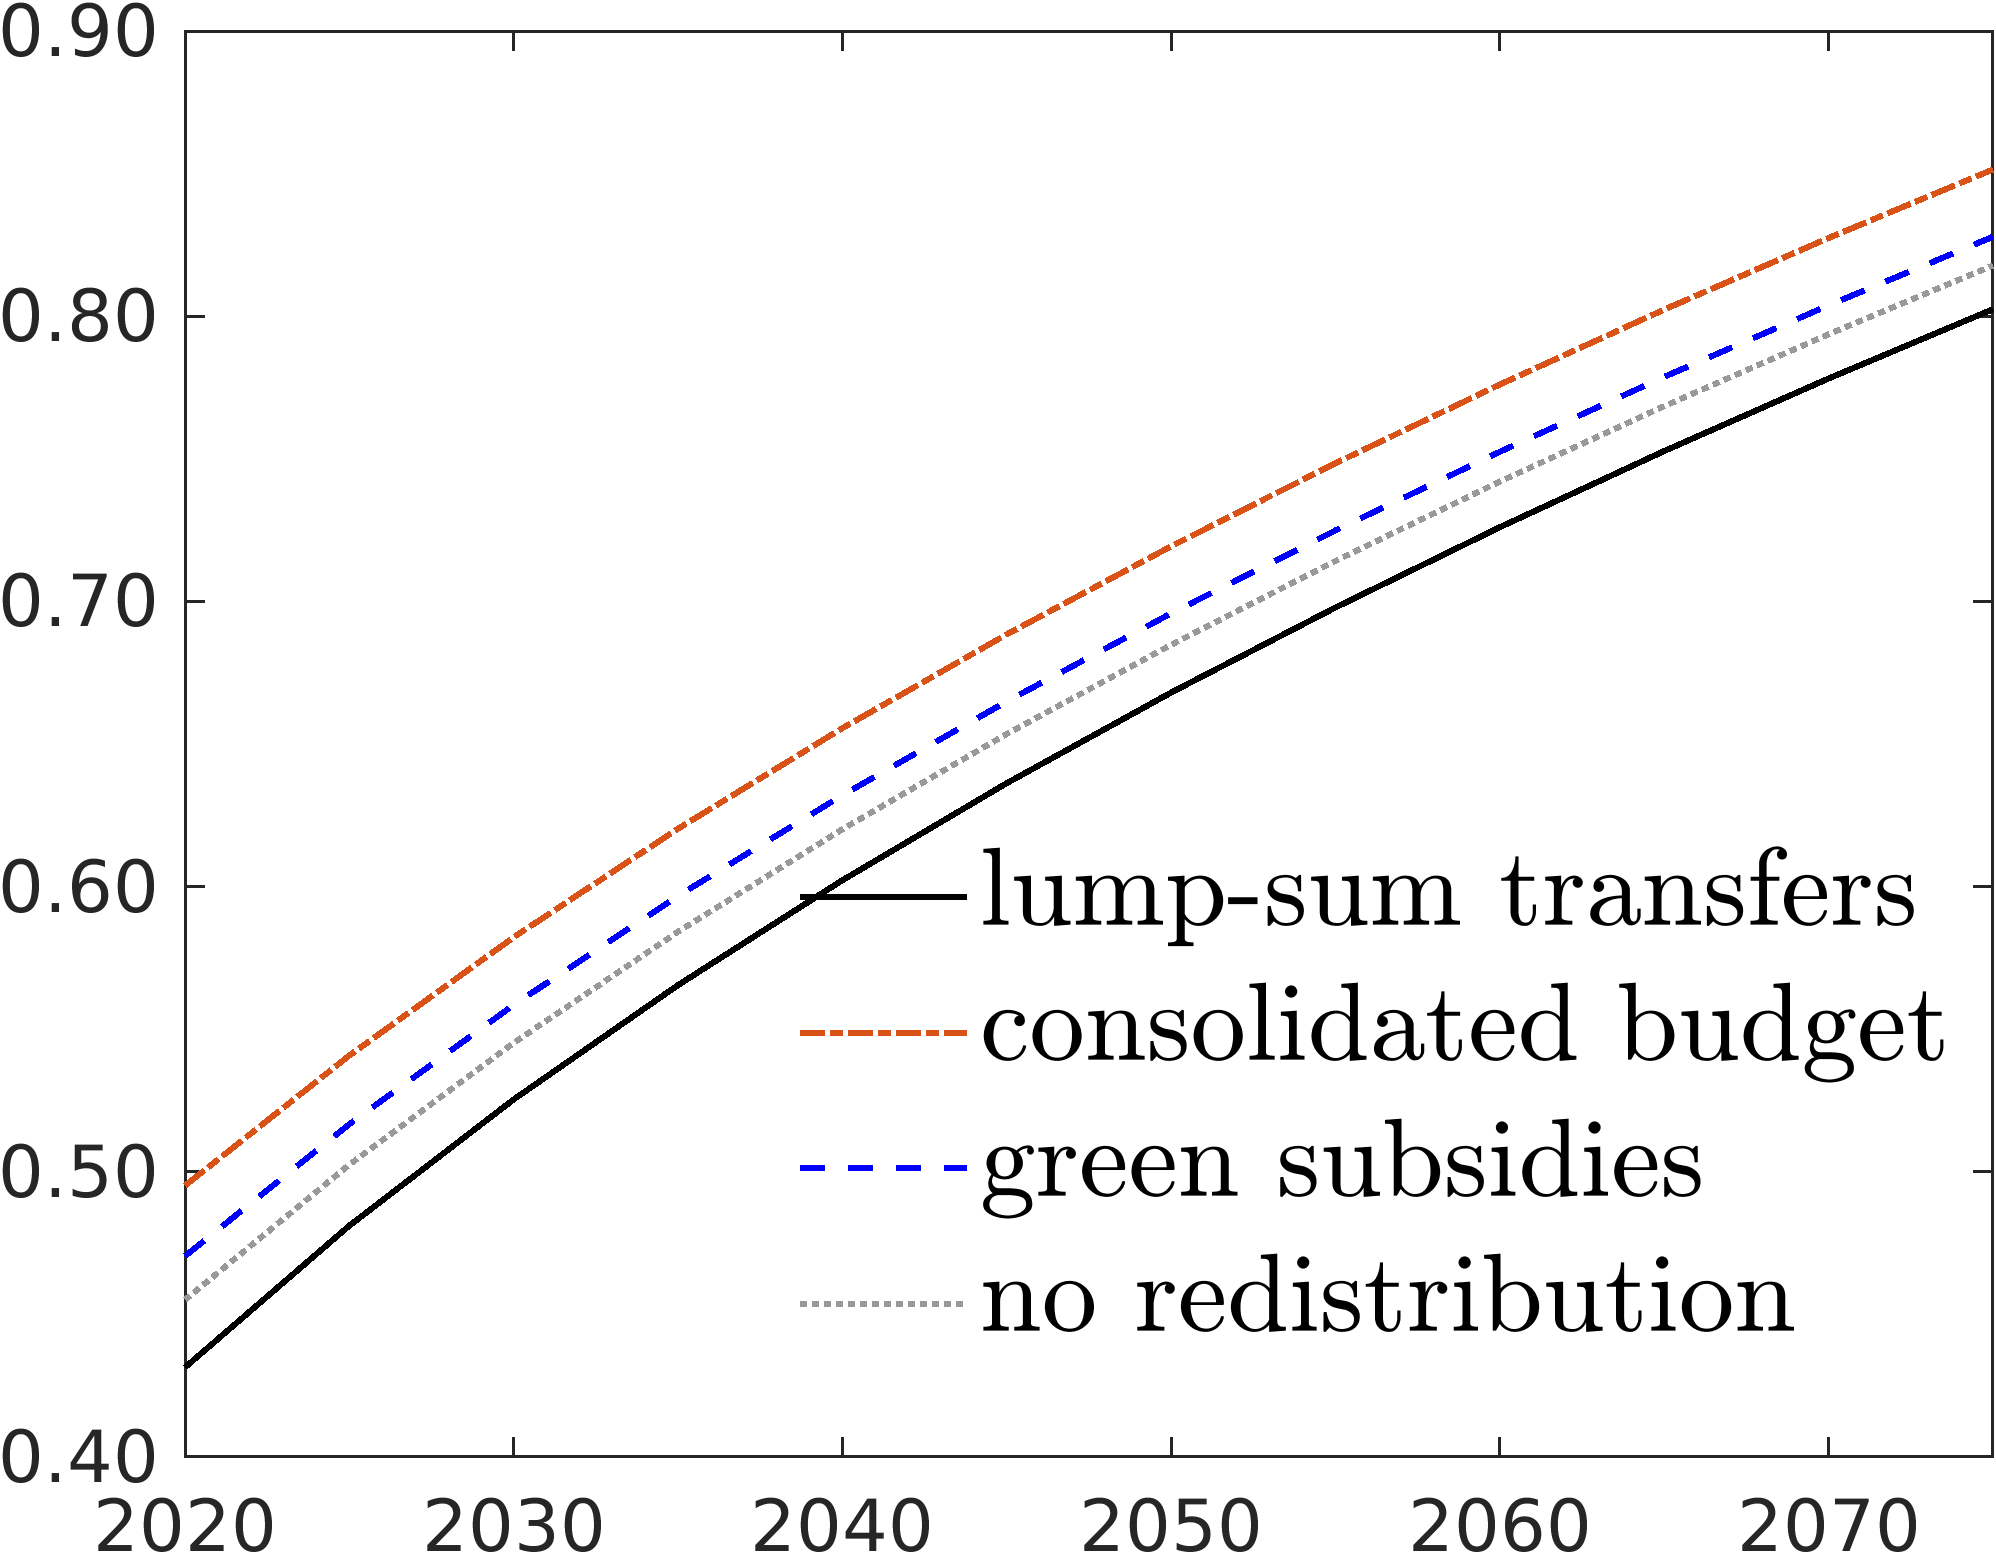 0.90
0.80
0.70
0.60
0.50
0.40
lump-sum transfers
consolidated budget
green subsidies
no redistribution
2020 2030 2040 2050 2060 2070